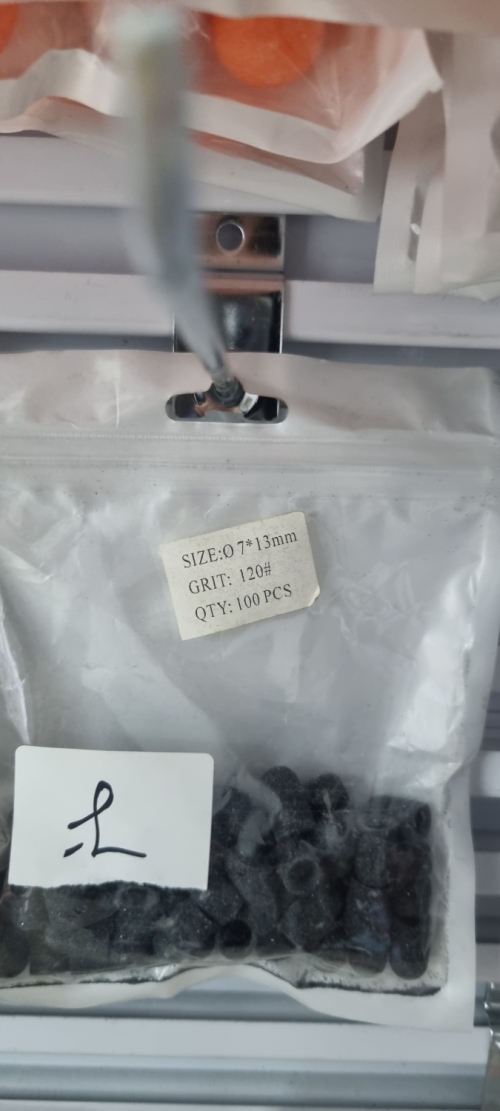 SIZE:Ο 7*13mm
GRIT: 120#
QTY: 100 PCS